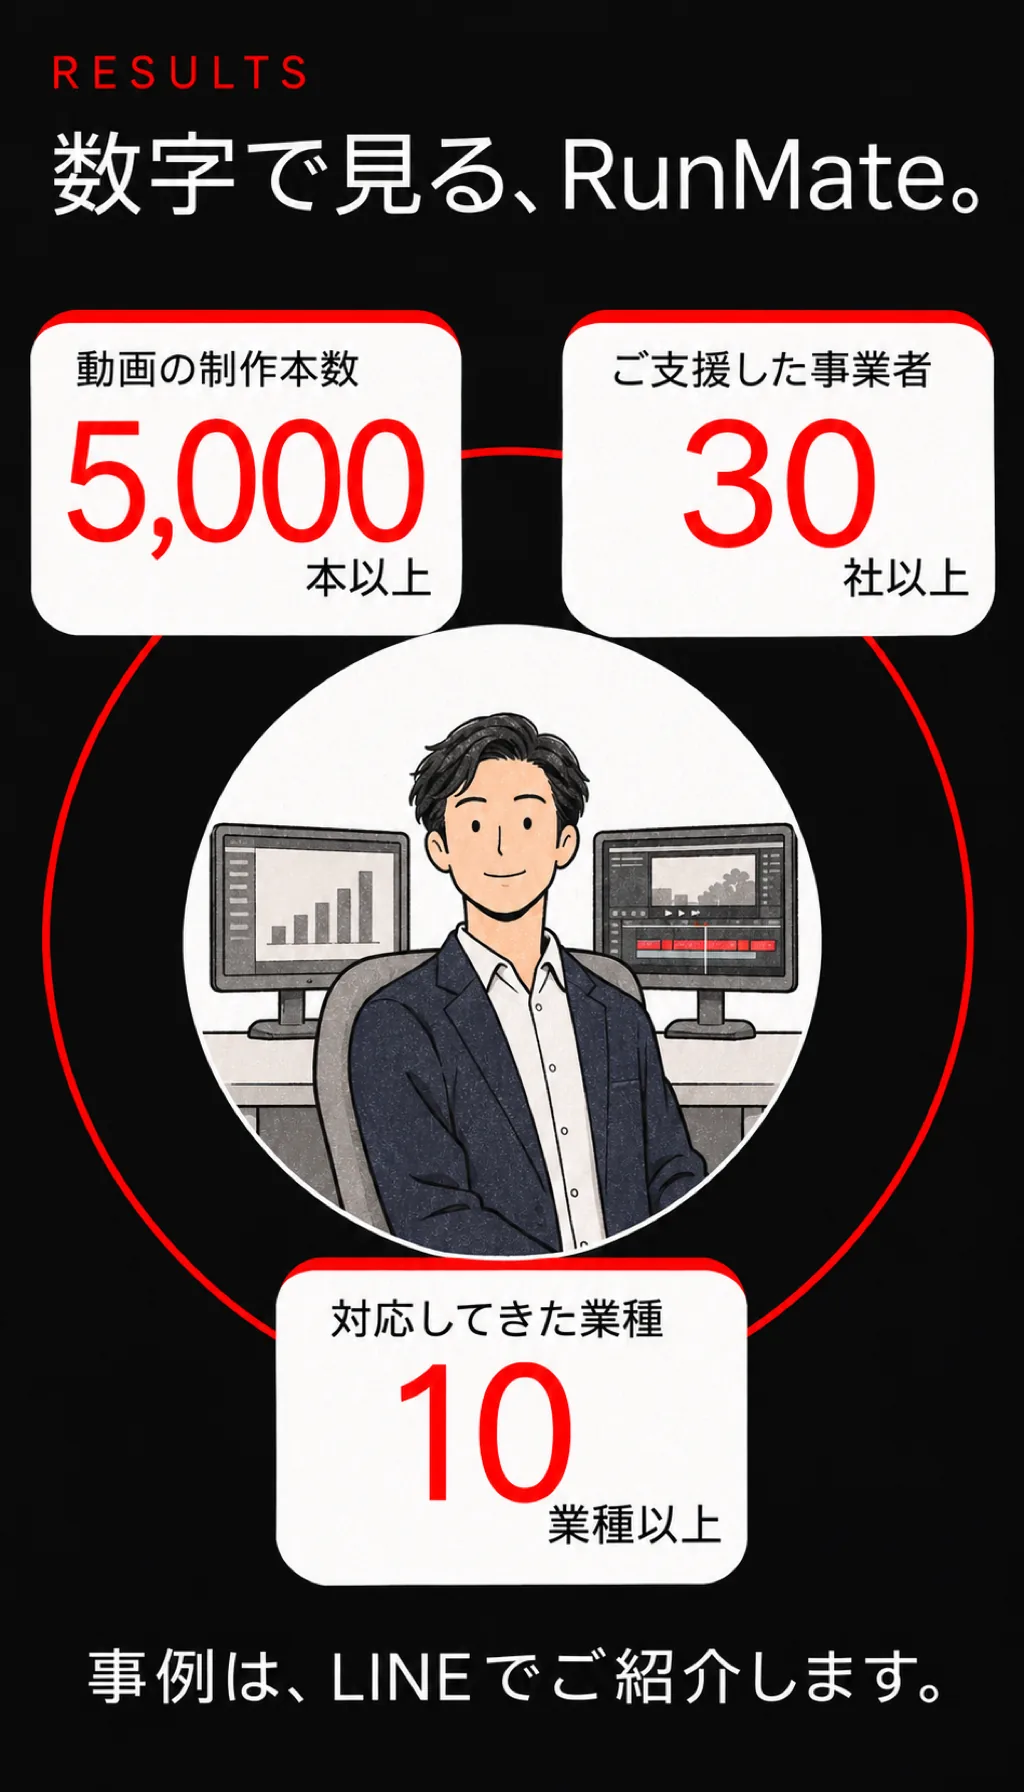 RESULTS
数字で見る、RunMate。
動画の制作本数
5,000
本以上
ご支援した事業者
30
社以上
対応してきた業種
10
業種以上
事例は、LINEでご紹介します。